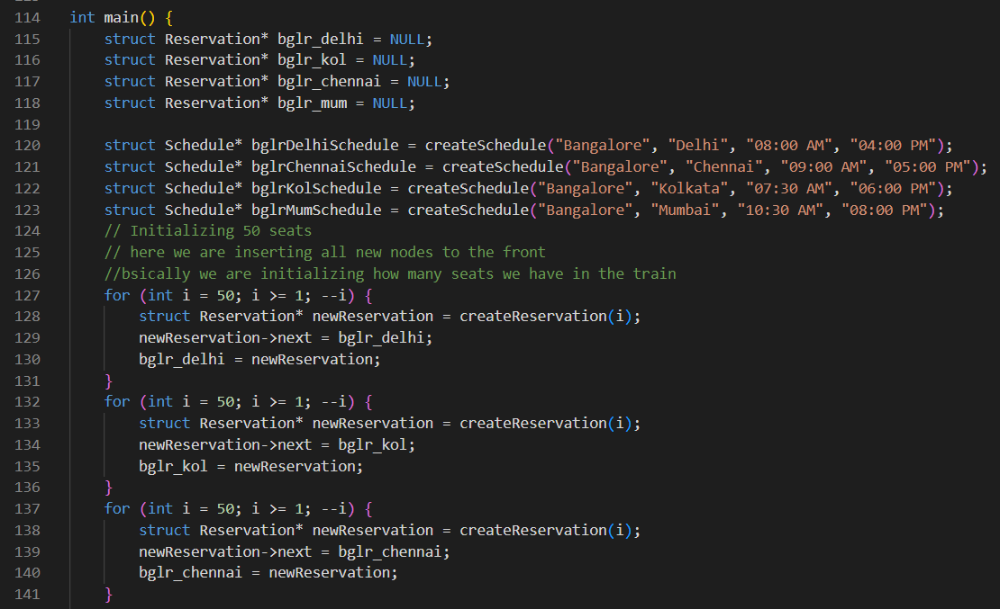 114 int main() {
115 struct Reservation* bglr_delhi = NULL;
116 struct Reservation* bglr_kol = NULL;
117 struct Reservation* bglr_chennai = NULL;
118 struct Reservation* bglr_mum = NULL;
119
120 struct Schedule* bglrDelhiSchedule = createSchedule("Bangalore", "Delhi", "08:00 AM", "04:00 PM");
121 struct Schedule* bglrChennaiSchedule = createSchedule("Bangalore", "Chennai", "09:00 AM", "05:00 PM");
122 struct Schedule* bglrKolSchedule = createSchedule("Bangalore", "Kolkata", "07:30 AM", "06:00 PM");
123 struct Schedule* bglrMumSchedule = createSchedule("Bangalore", "Mumbai", "10:30 AM", "08:00 PM");
124 // Initializing 50 seats
125 // here we are inserting all new nodes to the front
126 //bsically we are initializing how many seats we have in the train
127 for (int i = 50; i >= 1; --i) {
128 struct Reservation* newReservation = createReservation(i);
129 newReservation->next = bglr_delhi;
130 bglr_delhi = newReservation;
131 }
132 for (int i = 50; i >= 1; --i) {
133 struct Reservation* newReservation = createReservation(i);
134 newReservation->next = bglr_kol;
135 bglr_kol = newReservation;
136 }
137 for (int i = 50; i >= 1; --i) {
138 struct Reservation* newReservation = createReservation(i);
139 newReservation->next = bglr_chennai;
140 bglr_chennai = newReservation;
141 }